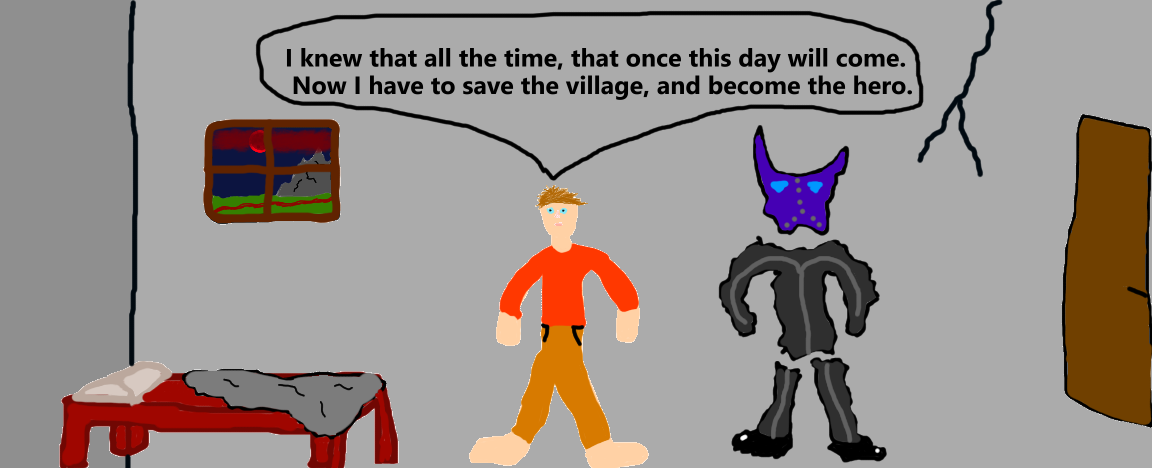 I knew that all the time, that once this day will come.
Now I have to save the village, and become the hero.